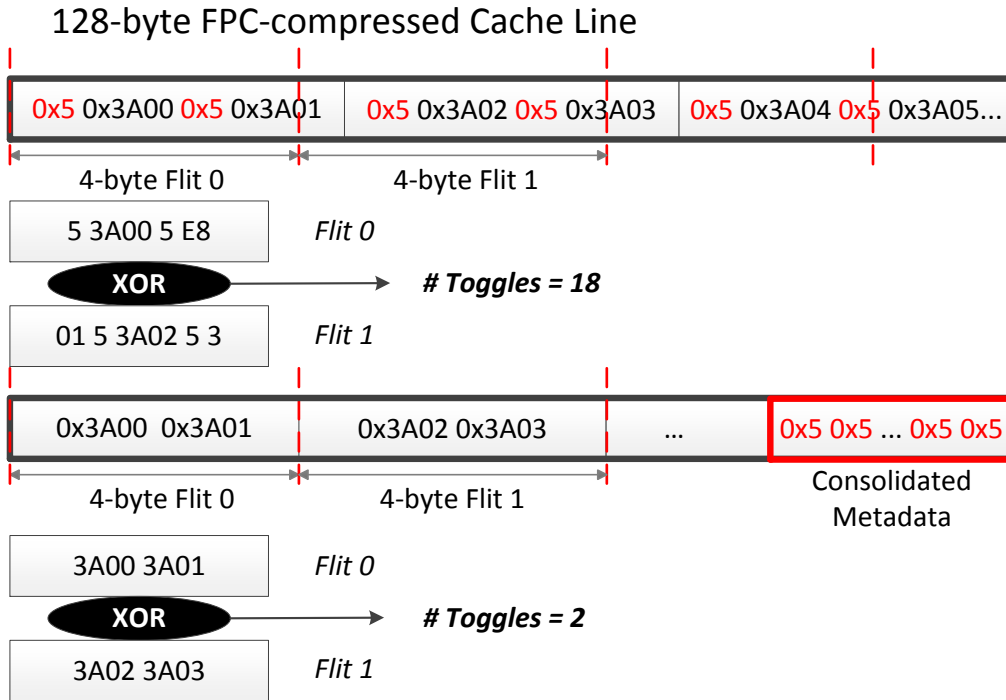 128-byte FPC-compressed Cache Line
0x5 0x3A00 0x5 0x3A01 0x5 0x3A02 0x5 0x3A03 0x5 0x3A04 0x5 0x3A05...
4-byte Flit 0 4-byte Flit 1
5 3A00 5 E8 Flit 0
XOR # Toggles = 18
01 5 3A02 5 3 Flit 1
0x3A00 0x3A01 0x3A02 0x3A03 ... 0x5 0x5 ... 0x5 0x5
4-byte Flit 0 4-byte Flit 1 Consolidated
Metadata
3A00 3A01 Flit 0
XOR # Toggles = 2
3A02 3A03 Flit 1